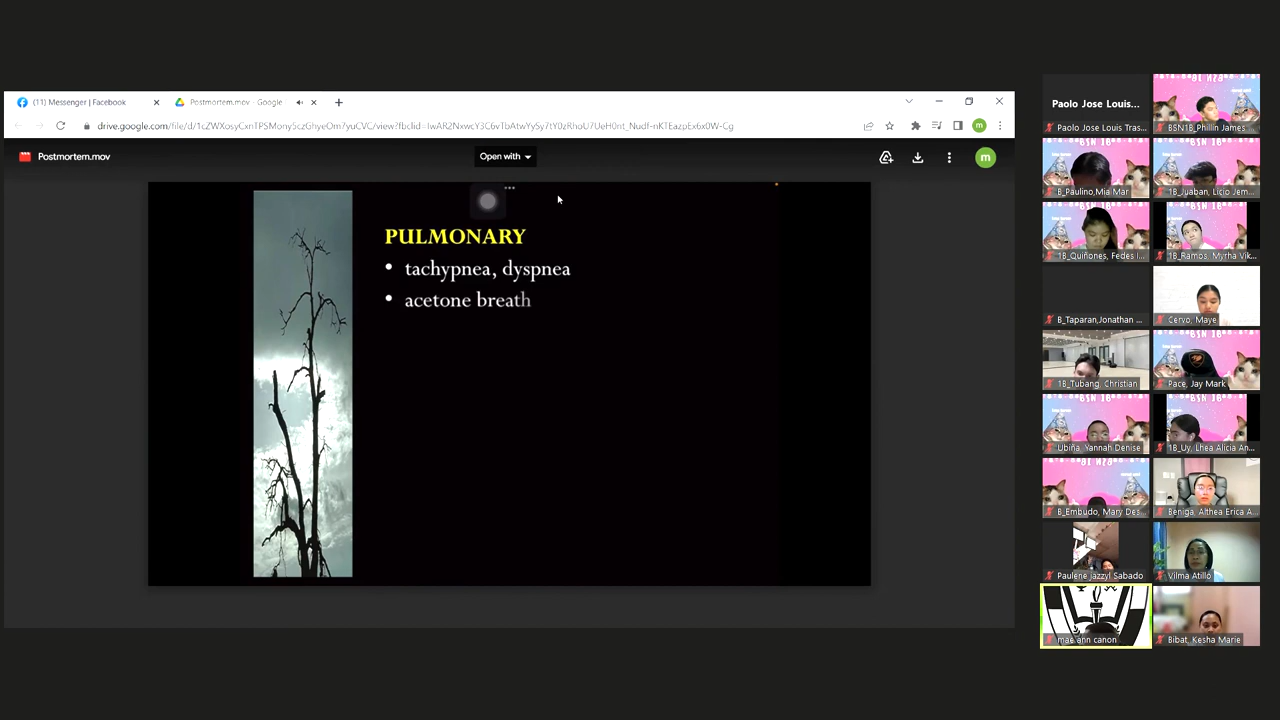 (11) Messenger | Facebook
Postmortem.mov - Google
drive.google.com/file/d/1cZWXosyCxnTPSMony5czGhyeOm7yuCVC/view?fbclid=IwAR2NxwcY3C6vTbAtwYySy7tY0zRhoU7UeH0nt_Nudf-nKTEazpEx6x0W-Cg
Postmortem.mov
Open with
m
PULMONARY
• tachypnea, dyspnea
• acetone breath
Paolo Jose Louis...
Paolo Jose Louis Tras...
BSN1B_Phillin James ...
B_Paulino,Mja Mar
1B_Juaban, Licio Jem...
1B_Quiñones, Fedes I...
1B_Ramos, Myrha Vik...
B_Taparan,Jonathan ...
Cervo, Maye
1B_Tubang, Christian
Pace, Jay Mark
Ubiña, Yannah Denise
1B_Uy, Lhea Alicia An...
B_Embudo, Mary Des...
Beniga, Althea Erica A...
Paulene jazzyl Sabado
Vilma Atillo
mae ann canon
Bibat, Kesha Marie